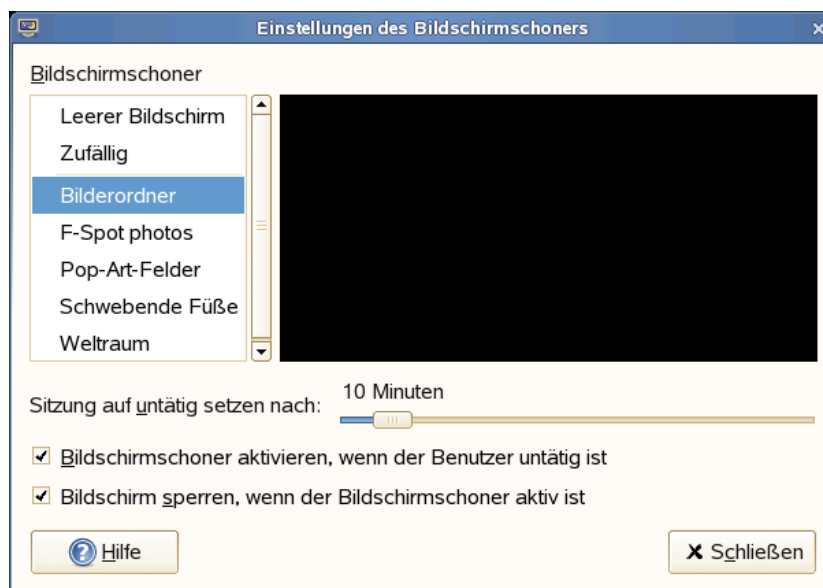 Einstellungen des Bildschirmschoners
Bildschirmschoner
Leerer Bildschirm
Zufällig
Bilderordner
F-Spot photos
Pop-Art-Felder
Schwebende Füße
Weltraum
10 Minuten
Sitzung auf untätig setzen nach:
Bildschirmschoner aktivieren, wenn der Benutzer untätig ist
Bildschirm sperren, wenn der Bildschirmschoner aktiv ist
Hilfe
Schließen